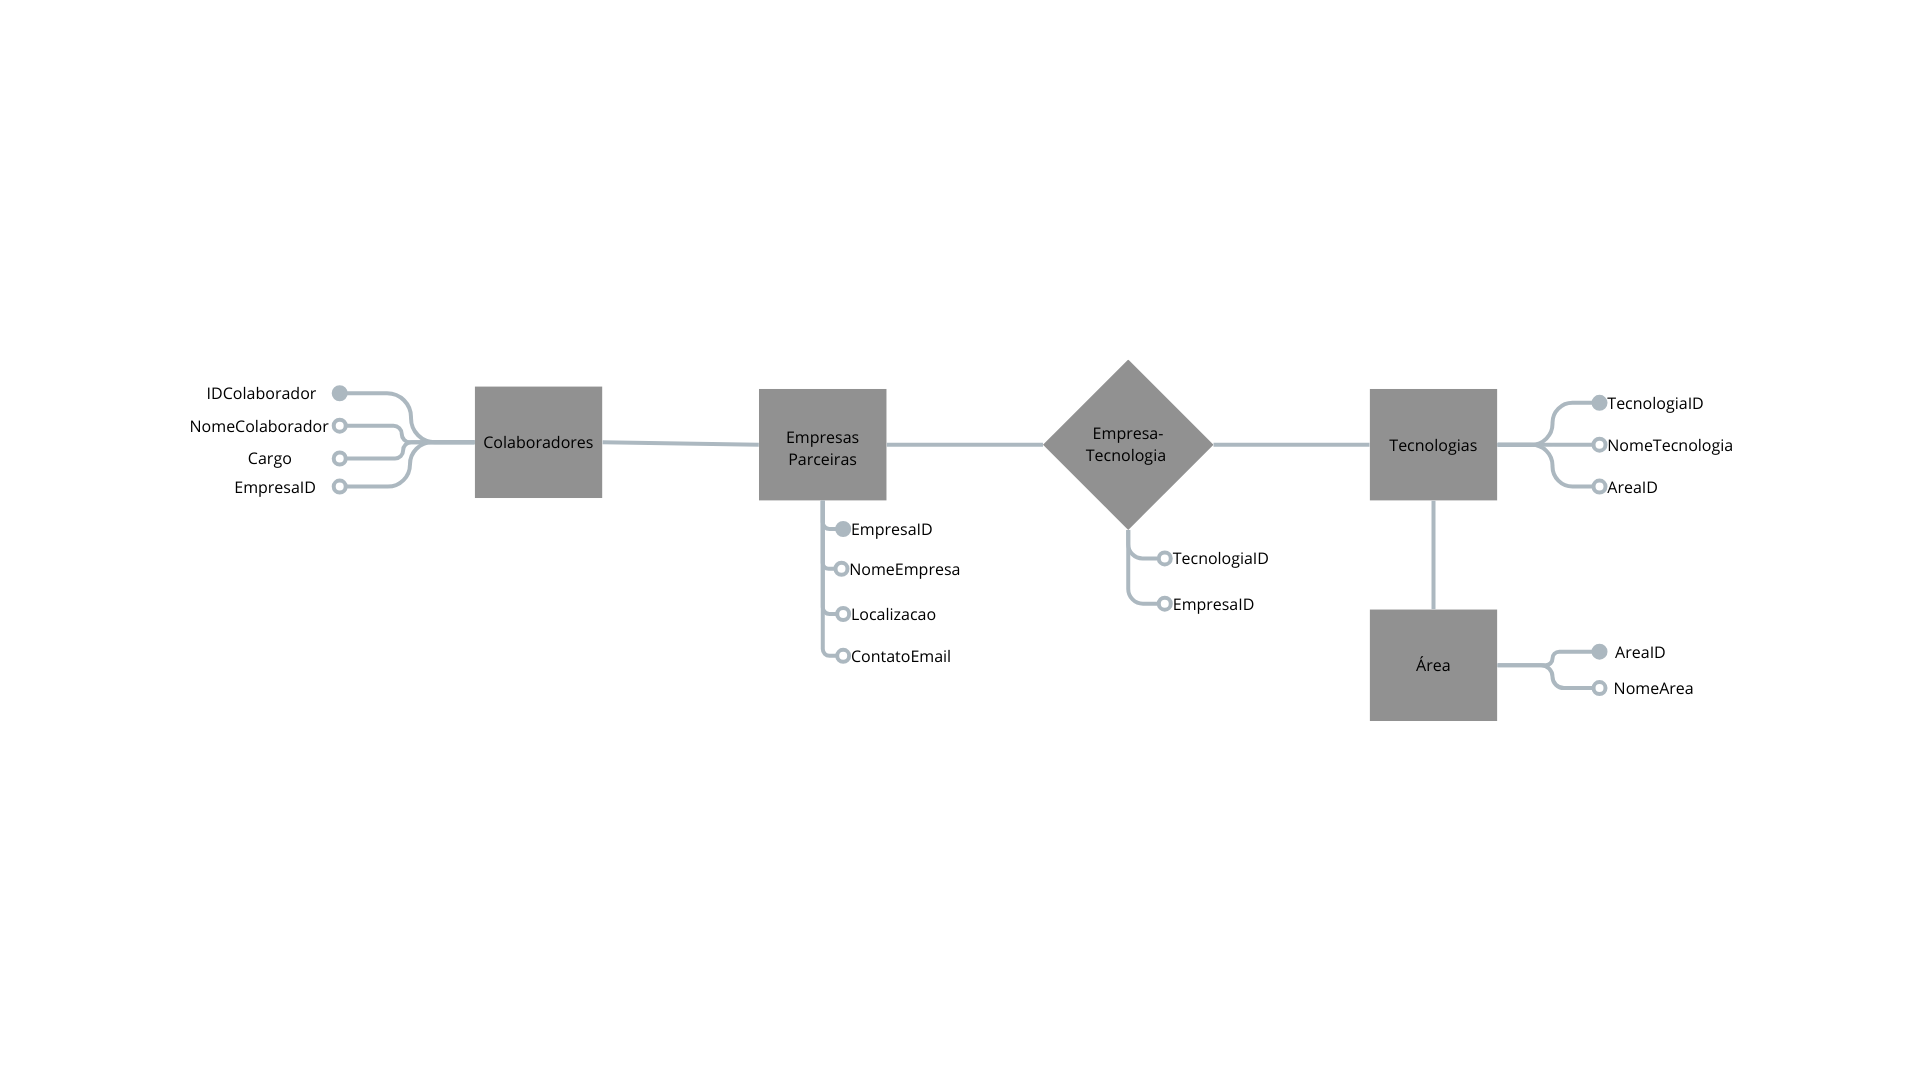 IDColaborador
NomeColaborador
Cargo
EmpresaID
Colaboradores
Empresas
Parceiras
EmpresaID
NomeEmpresa
Localizacao
ContatoEmail
Empresa-
Tecnologia
TecnologiaID
EmpresaID
Tecnologias
TecnologiaID
NomeTecnologia
AreaID
Área
AreaID
NomeArea